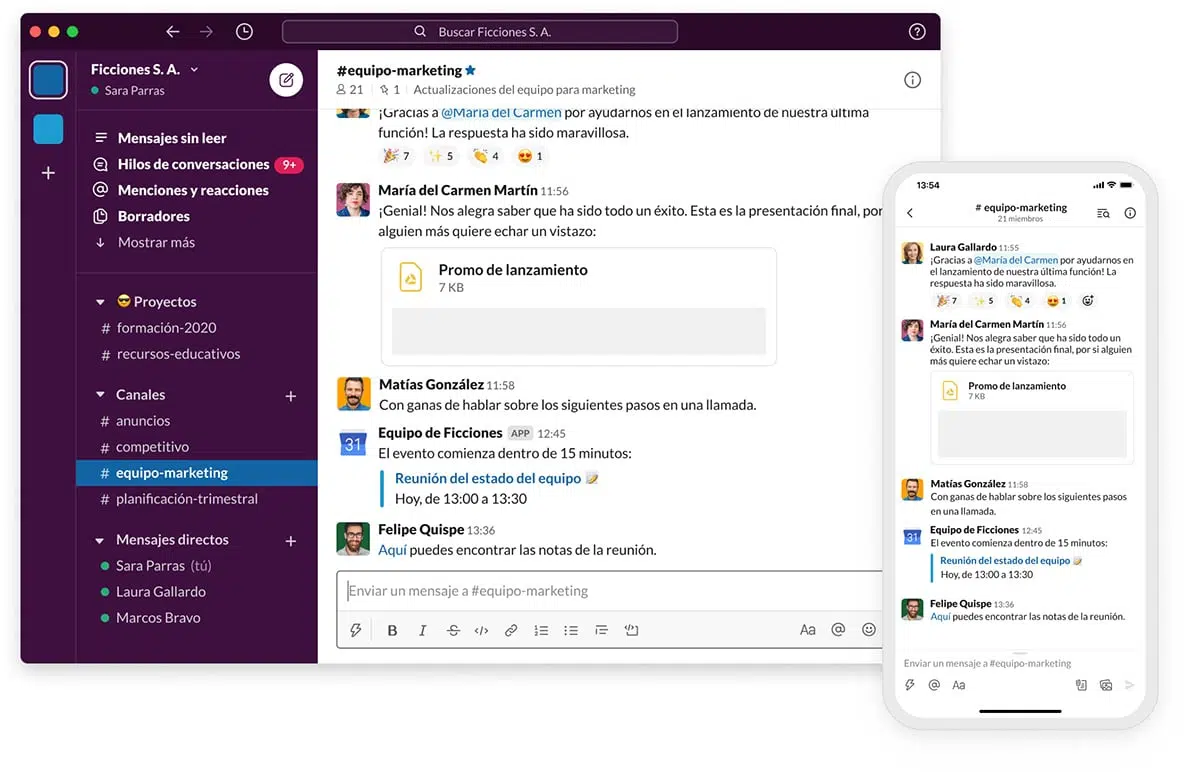 Buscar Ficciones S. A.
Ficciones S. A.
Sara Parras
Mensajes sin leer
Hilos de conversaciones 9+
Menciones y reacciones
Borradores
Mostrar más
😎 Proyectos
# formación-2020
# recursos-educativos
Canales
# anuncios
# competitivo
# equipo-marketing
# planificación-trimestral
Mensajes directos
Sara Parras (tú)
Laura Gallardo
Marcos Bravo
#equipo-marketing
21 1 Actualizaciones del equipo para marketing
¡Gracias a @María del Carmen por ayudarnos en el lanzamiento de nuestra última
función! La respuesta ha sido maravillosa.
🎉 7 ✨ 5 👏 4 😍 1
María del Carmen Martín 11:56
¡Genial! Nos alegra saber que ha sido todo un éxito. Esta es la presentación final, por
alguien más quiere echar un vistazo:
Promo de lanzamiento
7 KB
Matías González 11:58
Con ganas de hablar sobre los siguientes pasos en una llamada.
31
Equipo de Ficciones APP 12:45
El evento comienza dentro de 15 minutos:
Reunión del estado del equipo 📝
Hoy, de 13:00 a 13:30
Felipe Quispe 13:36
Aquí puedes encontrar las notas de la reunión.
Enviar un mensaje a #equipo-marketing
B I S </> Aa @
13:54
# equipo-marketing
21 miembros
Laura Gallardo 11:55
¡Gracias a @María del Carmen por ayudarnos en
el lanzamiento de nuestra última función! La
respuesta ha sido maravillosa.
🎉 7 ✨ 5 👏 4 😍 1
María del Carmen Martín 11:56
¡Genial! Nos alegra saber que ha sido todo un
éxito. Esta es la presentación final, por si alguien
más quiere echar un vistazo:
Promo de lanzamiento
7 KB
Matías González 11:58
Con ganas de hablar sobre los siguientes pasos
en una llamada.
31
Equipo de Ficciones 12:45
El evento comienza dentro de 15 minutos:
Reunión del estado del equipo 📝
Hoy, de 13:00 a 13:30
Felipe Quispe 13:36
Aquí puedes encontrar las notas de la reunión.
Enviar un mensaje a #equipo-marketing
@ Aa